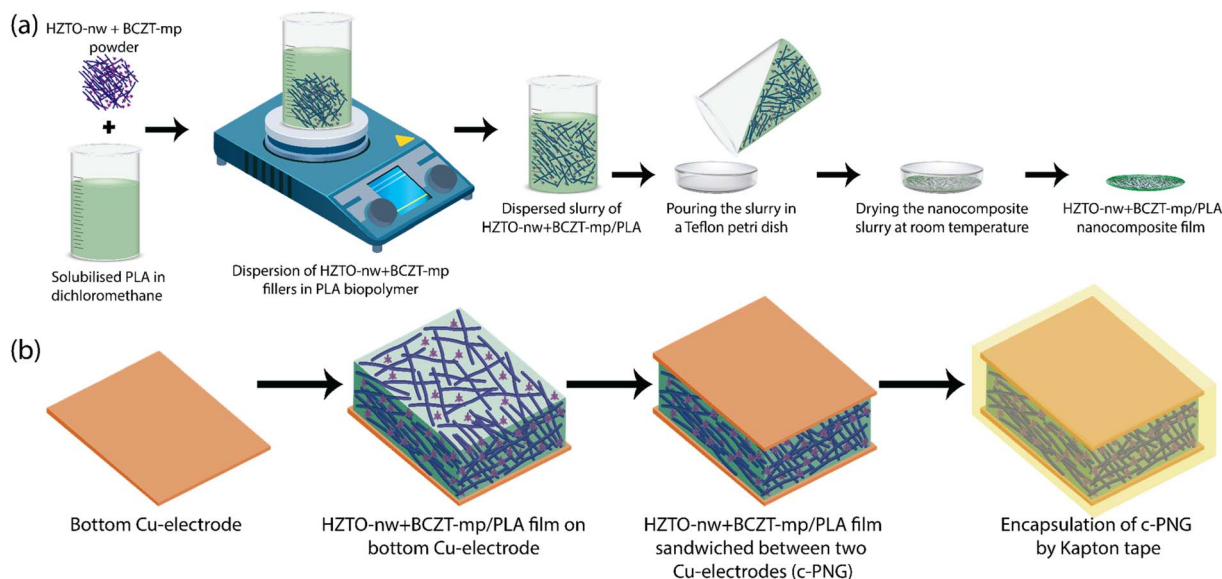 (a)
HZTO-nw + BCZT-mp
powder
+
Solubilised PLA in
dichloromethane
Dispersion of HZTO-nw+BCZT-mp
fillers in PLA biopolymer
Dispersed slurry of
HZTO-nw+BCZT-mp/PLA
Pouring the slurry in
a Teflon petri dish
Drying the nanocomposite
slurry at room temperature
HZTO-nw+BCZT-mp/PLA
nanocomposite film
(b)
Bottom Cu-electrode
HZTO-nw+BCZT-mp/PLA film on
bottom Cu-electrode
HZTO-nw+BCZT-mp/PLA film
sandwiched between two
Cu-electrodes (c-PNG)
Encapsulation of c-PNG
by Kapton tape